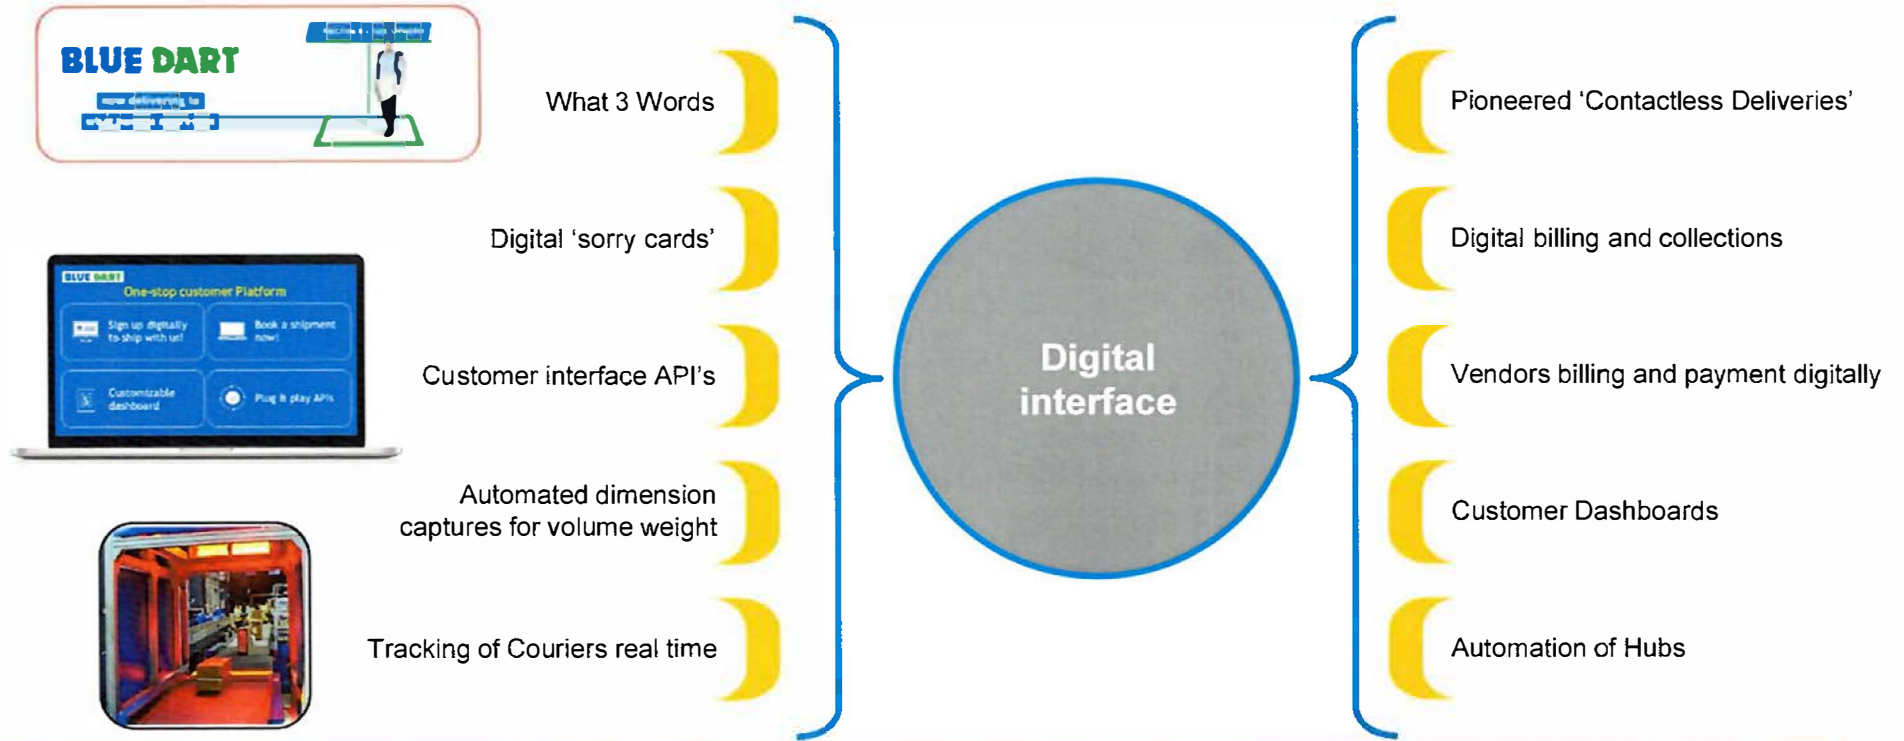 BLUE DART
now delivering to
What 3 Words
Digital ‘sorry cards’
BLUE DART
One-stop customer Platform
Sign up digitally
to ship with us!
Book a shipment
now!
Customizable
dashboard
Plug & play APIs
Customer interface API’s
Automated dimension
captures for volume weight
Tracking of Couriers real time
Digital
interface
Pioneered ‘Contactless Deliveries’
Digital billing and collections
Vendors billing and payment digitally
Customer Dashboards
Automation of Hubs